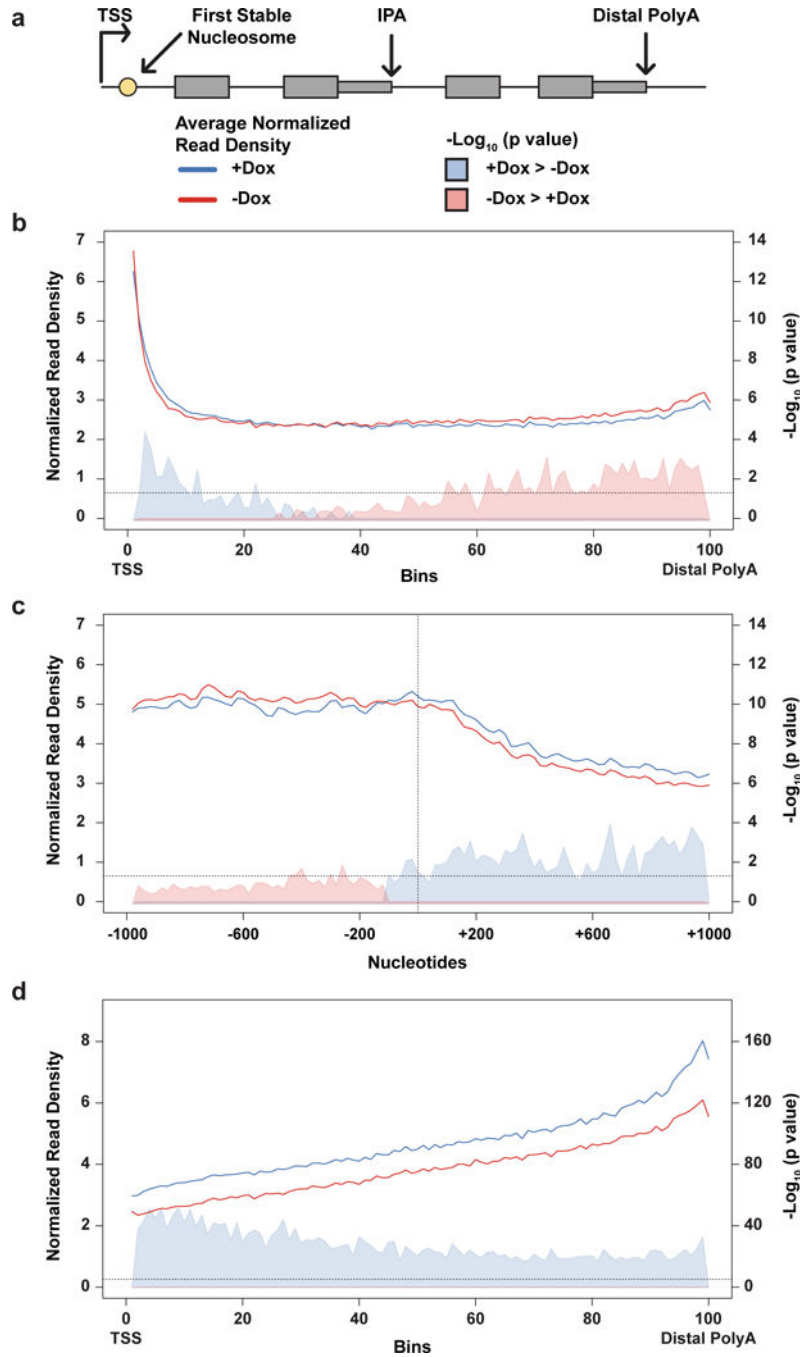 a
TSS
First Stable
Nucleosome
IPA
Distal PolyA
Average Normalized
Read Density
+Dox
-Dox
-Log10 (p value)
+Dox > -Dox
-Dox > +Dox
b
Normalized Read Density
7
6
5
4
3
2
1
0
14
12
10
8
6
4
2
0
-Log10 (p value)
0
20
40
60
80
100
TSS
Bins
Distal PolyA
c
Normalized Read Density
7
6
5
4
3
2
1
0
14
12
10
8
6
4
2
0
-Log10 (p value)
-1000
-600
-200
+200
+600
+1000
Nucleotides
d
Normalized Read Density
8
6
4
2
0
160
120
80
40
0
-Log10 (p value)
0
20
40
60
80
100
TSS
Bins
Distal PolyA